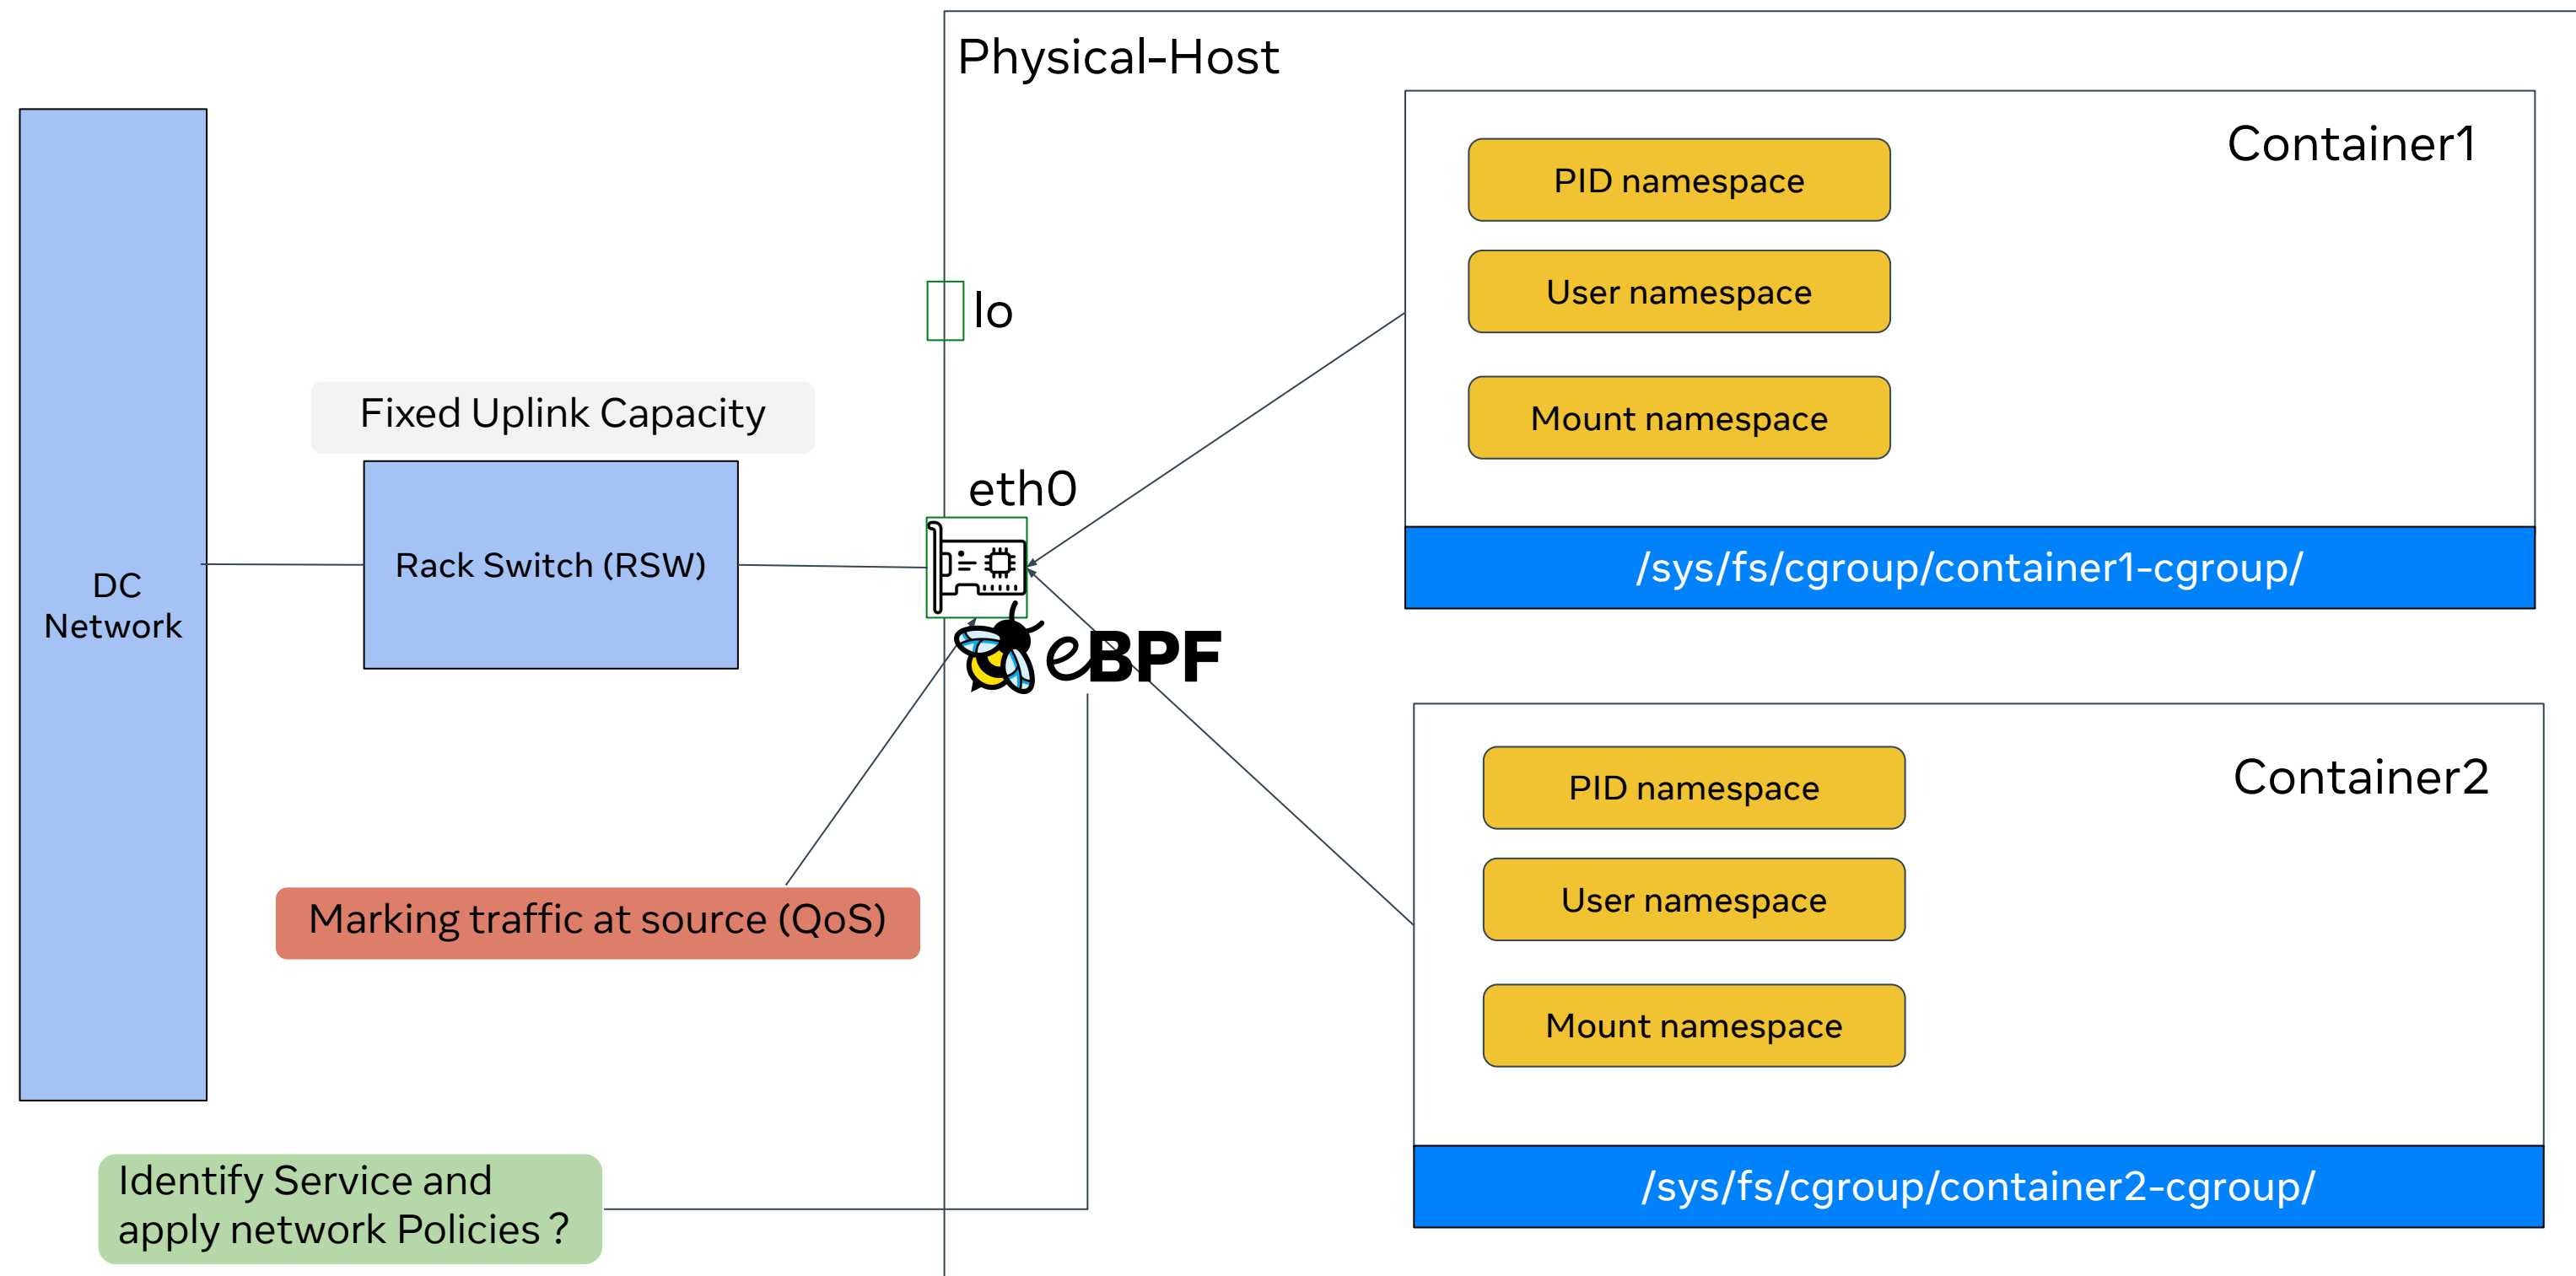 Physical-Host
Container1
PID namespace
User namespace
Mount namespace
/sys/fs/cgroup/container1-cgroup/
lo
Fixed Uplink Capacity
eth0
Rack Switch (RSW)
DC
Network
eBPF
Container2
PID namespace
User namespace
Mount namespace
/sys/fs/cgroup/container2-cgroup/
Marking traffic at source (QoS)
Identify Service and
apply network Policies ?